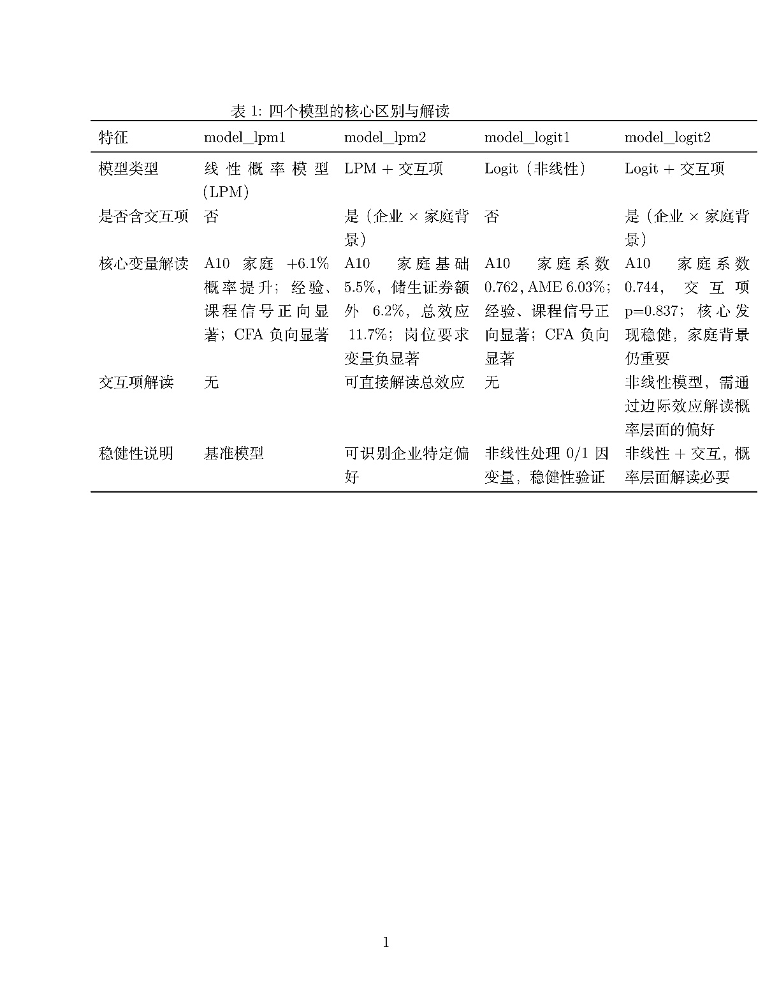 表 1: 四个模型的核心区别与解读
特征 model_lpm1 model_lpm2 model_logit1 model_logit2
模型类型 线性概率模型 LPM + 交互项 Logit（非线性） Logit + 交互项
（LPM）
是否含交互项 否 是（企业 × 家庭背 否 是（企业 × 家庭背
景） 景）
核心变量解读 A10 家庭 +6.1% A10 家庭基础 A10 家庭系数 A10 家庭系数
概率提升；经验、 5.5%，储生证券额 0.762, AME 6.03%； 0.744，交互项
课程信号正向显 外 6.2%，总效应 经验、课程信号正 p=0.837；核心发
著；CFA 负向显著 11.7%；岗位要求 向显著；CFA 负向 现稳健，家庭背景
变量负显著 显著 仍重要
交互项解读 无 可直接解读总效应 无 非线性模型，需通
过边际效应解读概
率层面的偏好
稳健性说明 基准模型 可识别企业特定偏 非线性处理 0/1 因 非线性 + 交互，概
好 变量，稳健性验证 率层面解读必要
1